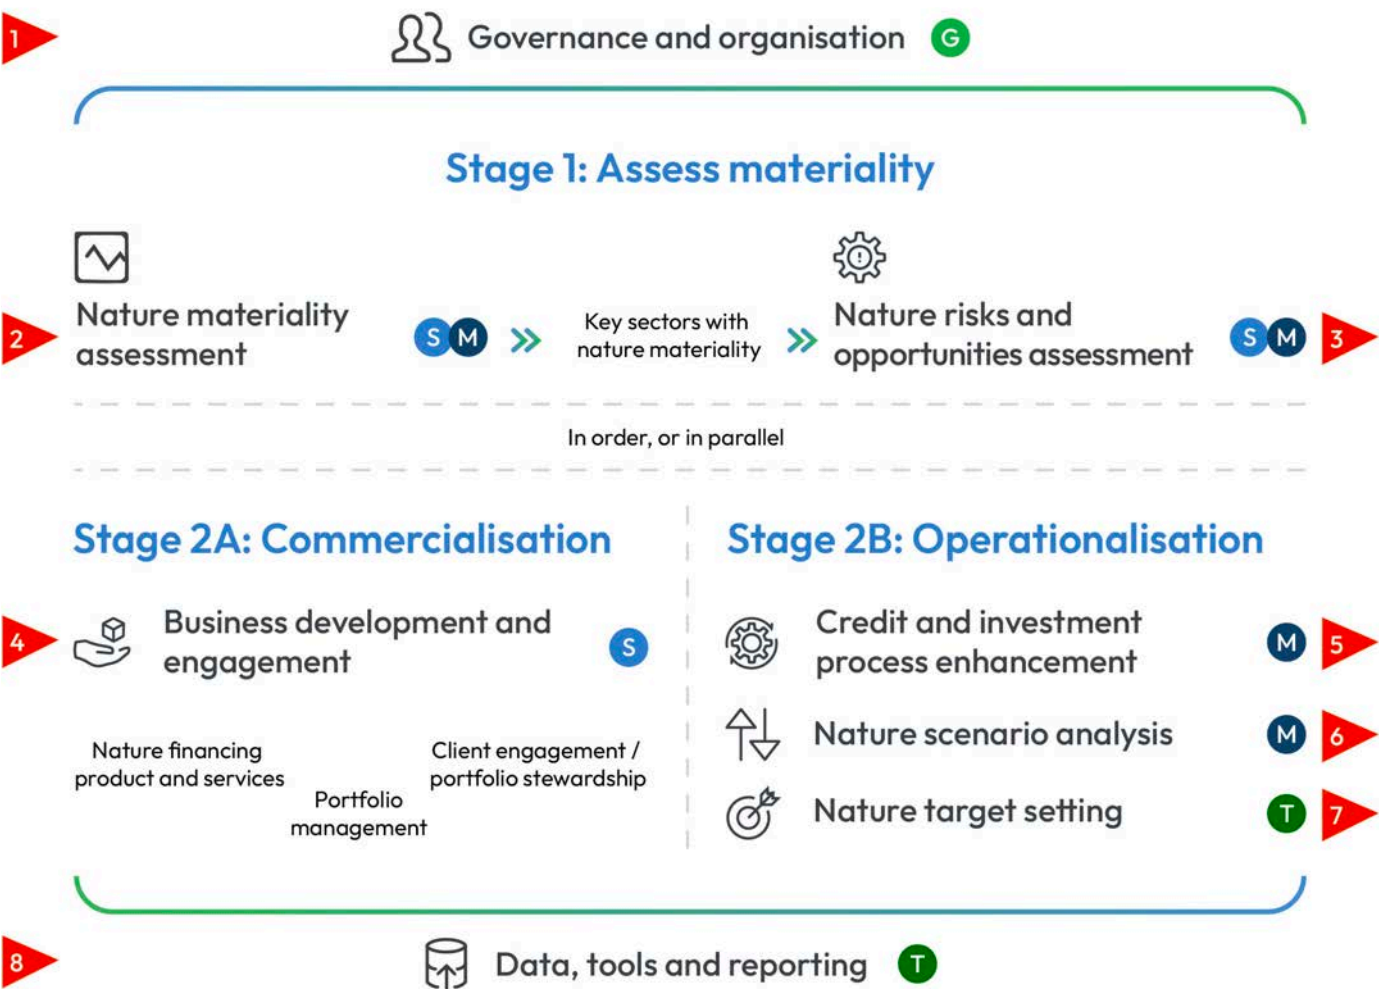 1
Governance and organisation G
Stage 1: Assess materiality
2
Nature materiality
assessment
S M
Key sectors with
nature materiality
Nature risks and
opportunities assessment
S M
3
In order, or in parallel
Stage 2A: Commercialisation
4
Business development and
engagement
S
Nature financing
product and services
Portfolio
management
Client engagement /
portfolio stewardship
Stage 2B: Operationalisation
Credit and investment
process enhancement
M
5
Nature scenario analysis M
6
Nature target setting T
7
8
Data, tools and reporting T